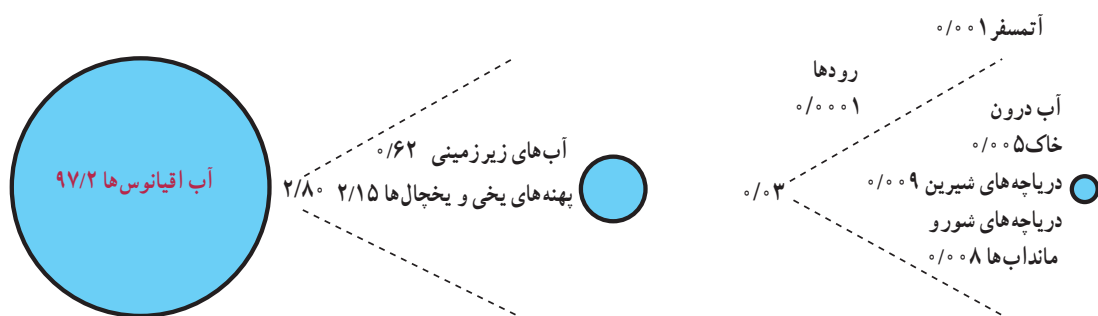 آتمسفر ۰/۰۰۱
رودها
۰/۰۰۰۱
آب درون
خاک ۰/۰۰۵
دریاچه‌های شیرین ۰/۰۰۹
دریاچه‌های شور و
مانداب‌ها ۰/۰۰۸
۰/۰۳
آب‌های زیرزمینی ۰/۶۲
پهنه‌های یخی و یخچال‌ها ۲/۱۵
۲/۸۰
آب اقیانوس‌ها ۹۷/۲